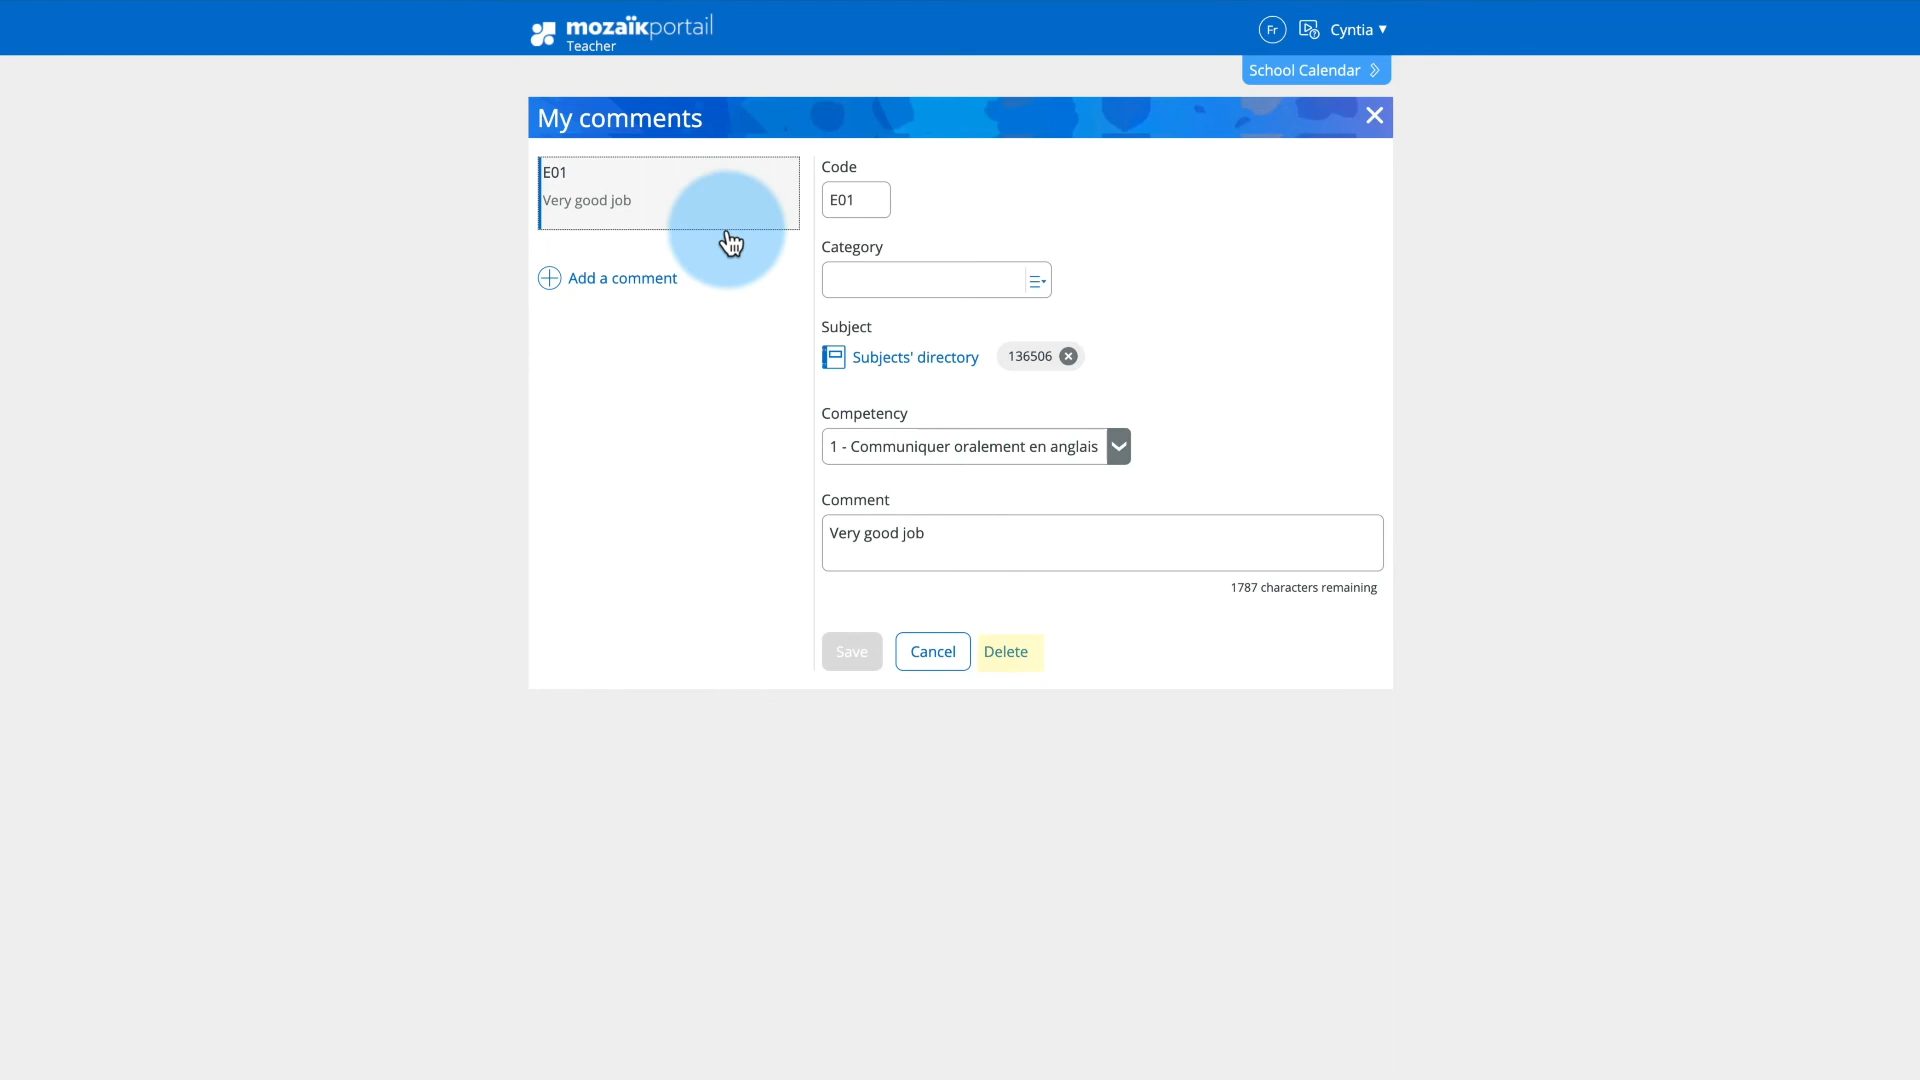 mozaïkportail
Teacher
Fr
Cyntia
School Calendar
My comments
E01
Very good job
Add a comment
Code
E01
Category
Subject
Subjects' directory
136506
Competency
1 - Communiquer oralement en anglais
Comment
Very good job
1787 characters remaining
Save
Cancel
Delete